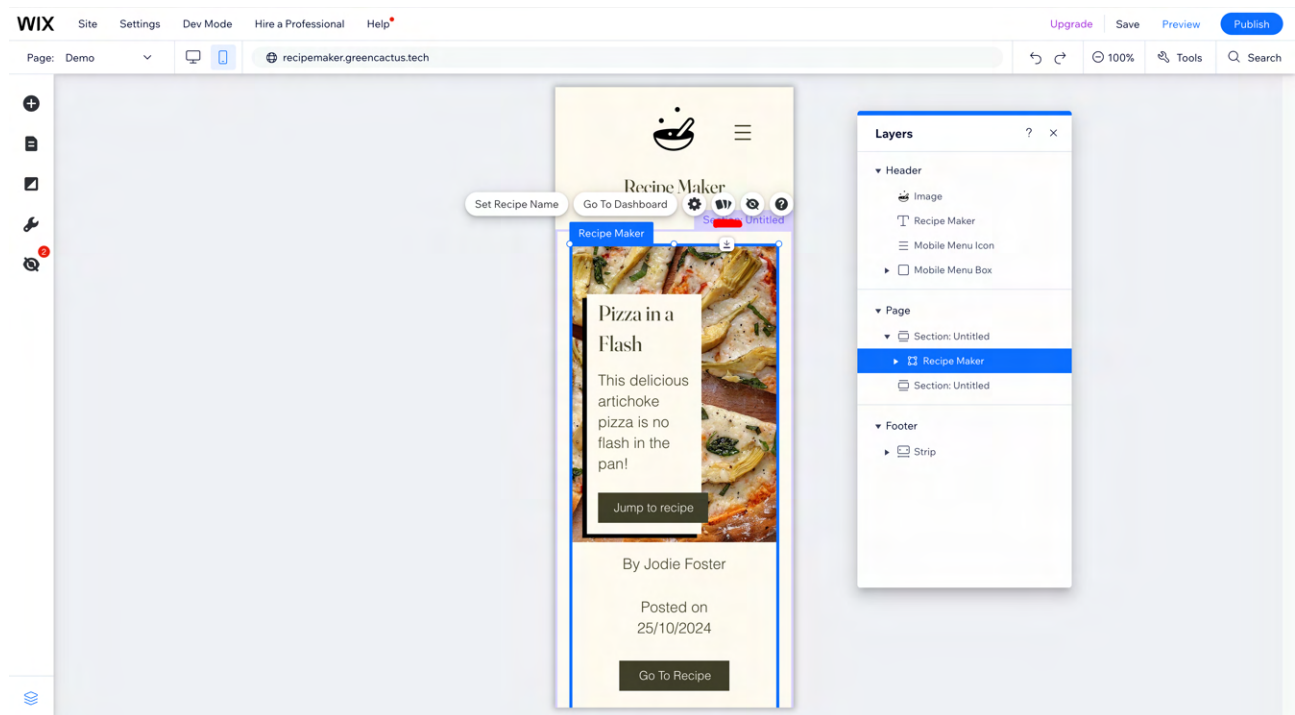 WIX Site Settings Dev Mode Hire a Professional Help Upgrade Save Preview Publish
Page: Demo recipemaker.greencactus.tech 100% Tools Search
2
Recipe Maker
Set Recipe Name Go To Dashboard ?
Section: Untitled
Recipe Maker
Pizza in a
Flash
This delicious
artichoke
pizza is no
flash in the
pan!
Jump to recipe
By Jodie Foster
Posted on
25/10/2024
Go To Recipe
Layers ? ×
Header
Image
T Recipe Maker
Mobile Menu Icon
Mobile Menu Box
Page
Section: Untitled
Recipe Maker
Section: Untitled
Footer
Strip